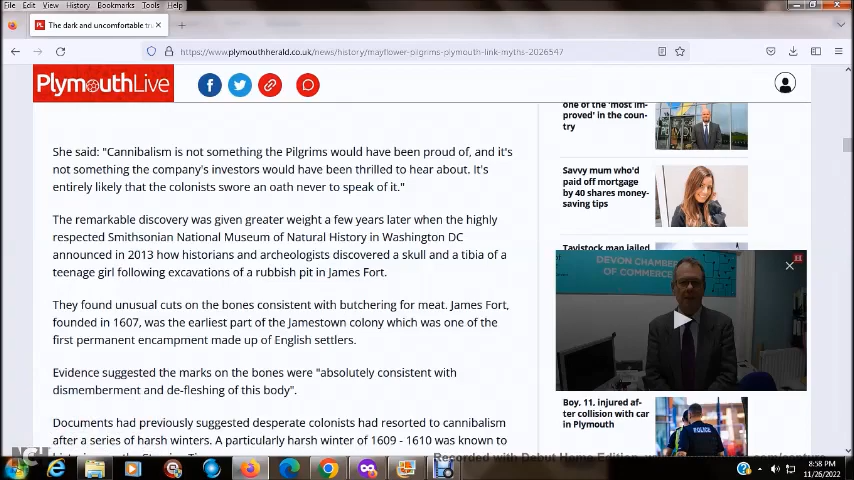 File Edit View History Bookmarks Tools Help
PL The dark and uncomfortable tru
https://www.plymouthherald.co.uk/news/history/mayflower-pilgrims-plymouth-link-myths-2026547
PlymouthLive
She said: "Cannibalism is not something the Pilgrims would have been proud of, and it's
not something the company's investors would have been thrilled to hear about. It's
entirely likely that the colonists swore an oath never to speak of it."
The remarkable discovery was given greater weight a few years later when the highly
respected Smithsonian National Museum of Natural History in Washington DC
announced in 2013 how historians and archeologists discovered a skull and a tibia of a
teenage girl following excavations of a rubbish pit in James Fort.
They found unusual cuts on the bones consistent with butchering for meat. James Fort,
founded in 1607, was the earliest part of the Jamestown colony which was one of the
first permanent encampment made up of English settlers.
Evidence suggested the marks on the bones were "absolutely consistent with
dismemberment and de-fleshing of this body".
Documents had previously suggested desperate colonists had resorted to cannibalism
after a series of harsh winters. A particularly harsh winter of 1609 - 1610 was known to
one of the 'most im-
proved' in the coun-
try
Savvy mum who'd
paid off mortgage
by 40 shares money-
saving tips
Tavistock man jailed
DEVON CHAMBER
OF COMMERCE
Boy, 11, injured af-
ter collision with car
in Plymouth
POLICE
NCH
Recorded with Debut Home Edition
8:58 PM
11/26/2022